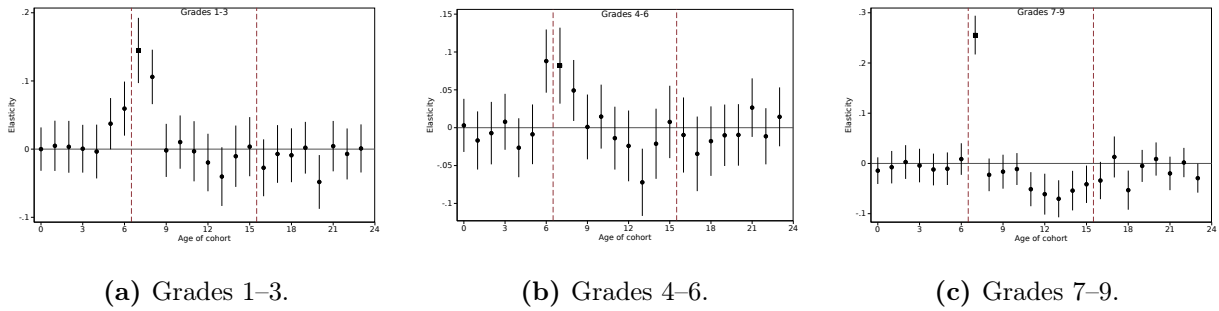 Grades 1-3
.2
.1
0
-.1
Elasticity
0 3 6 9 12 15 18 21 24
Age of cohort
(a) Grades 1–3.
Grades 4-6
.15
.1
.05
0
-.05
-.1
Elasticity
0 3 6 9 12 15 18 21 24
Age of cohort
(b) Grades 4–6.
Grades 7-9
.3
.2
.1
0
-.1
Elasticity
0 3 6 9 12 15 18 21 24
Age of cohort
(c) Grades 7–9.